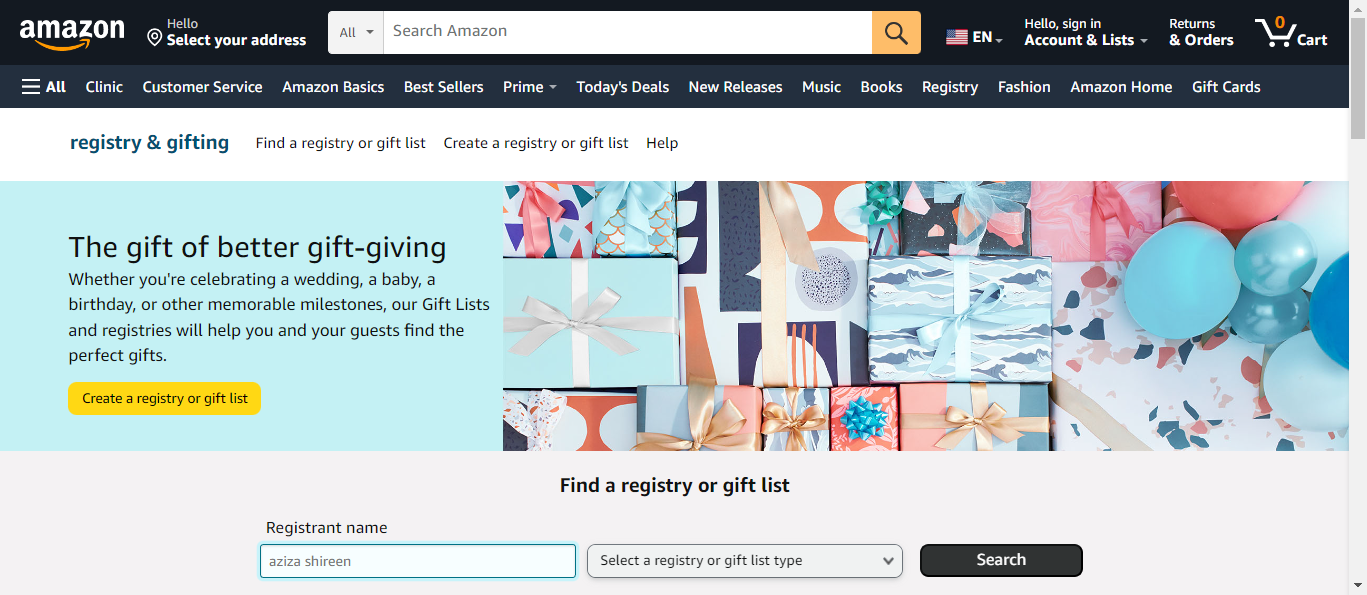 amazon
Hello
Select your address
All
Search Amazon
EN
Hello, sign in
Account & Lists
Returns
& Orders
0
Cart
All Clinic Customer Service Amazon Basics Best Sellers Prime Today's Deals New Releases Music Books Registry Fashion Amazon Home Gift Cards
registry & gifting Find a registry or gift list Create a registry or gift list Help
The gift of better gift-giving
Whether you're celebrating a wedding, a baby, a
birthday, or other memorable milestones, our Gift Lists
and registries will help you and your guests find the
perfect gifts.
Create a registry or gift list
Find a registry or gift list
Registrant name
aziza shireen
Select a registry or gift list type
Search